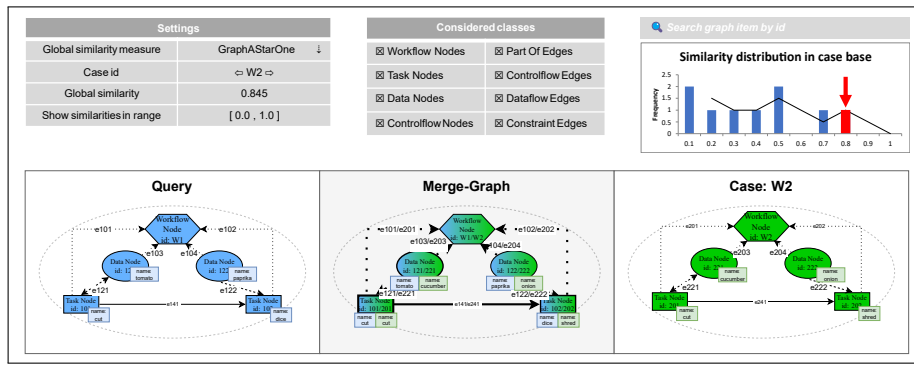 Settings
Global similarity measure GraphAStarOne ↓
Case id ⇦ W2 ⇨
Global similarity 0.845
Show similarities in range [ 0.0 , 1.0 ]
Considered classes
☒ Workflow Nodes ☒ Part Of Edges
☒ Task Nodes ☒ Controlflow Edges
☒ Data Nodes ☒ Dataflow Edges
☒ Controlflow Nodes ☒ Constraint Edges
Search graph item by id
Similarity distribution in case base
Frequency
2.5
2
1.5
1
0.5
0
0.1 0.2 0.3 0.4 0.5 0.7 0.8 0.9 1
Query
Workflow
Node
id: W1
e101
e102
e103
e104
Data Node
name:
tomato
Data Node
name:
paprika
e121
e122
Task Node
name:
cut
e141
Task Node
name:
dice
Merge-Graph
Workflow
Node
id: W1/W2
e101/e201
e102/e202
e103/e203
e104/e204
Data Node
id: 121/221
name:
tomato
name:
cucumber
Data Node
id: 122/222
name:
paprika
name:
onion
e121/e221
e122/e222
Task Node
id: 101/201
name:
cut
name:
cut
e141/e241
Task Node
id: 102/202
name:
dice
name:
shred
Case: W2
Workflow
Node
id: W2
e201
e202
e203
e204
Data Node
name:
cucumber
Data Node
name:
onion
e221
e222
Task Node
name:
cut
e241
Task Node
name:
shred